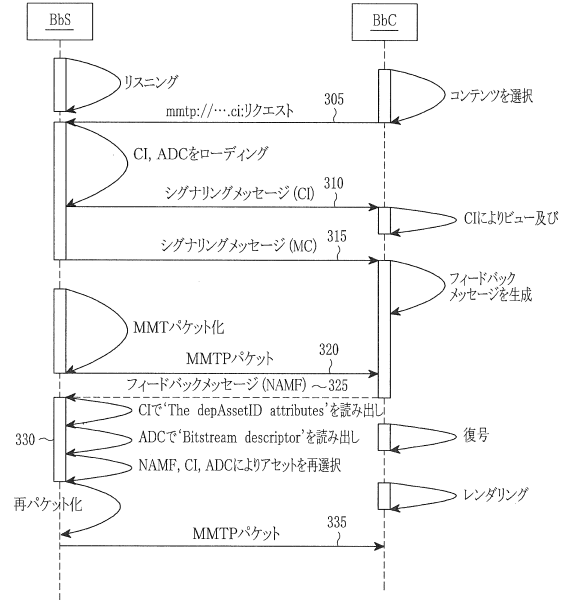 BbS
BbC
リスニング
コンテンツを選択
mmtp://….ci:リクエスト
305
CI, ADCをローディング
シグナリングメッセージ(CI)
310
CIによりビュー及び
シグナリングメッセージ(MC)
315
フィードバック
メッセージを生成
MMTパケット化
MMTPパケット
320
フィードバックメッセージ(NAMF)～325
CIで‘The depAssetID attributes’を読み出し
330
ADCで‘Bitstream descriptor’を読み出し
復号
NAMF, CI, ADCによりアセットを再選択
再パケット化
レンダリング
MMTPパケット
335